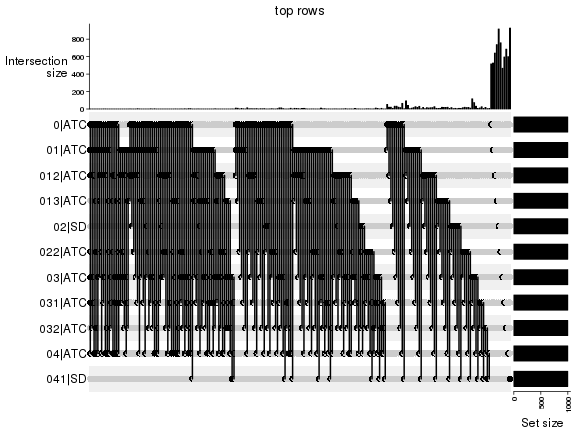 top rows
Intersection
size
800
600
400
200
0
0|ATC
01|ATC
012|ATC
013|ATC
02|SD
022|ATC
03|ATC
031|ATC
032|ATC
04|ATC
041|SD
0
500
1000
Set size